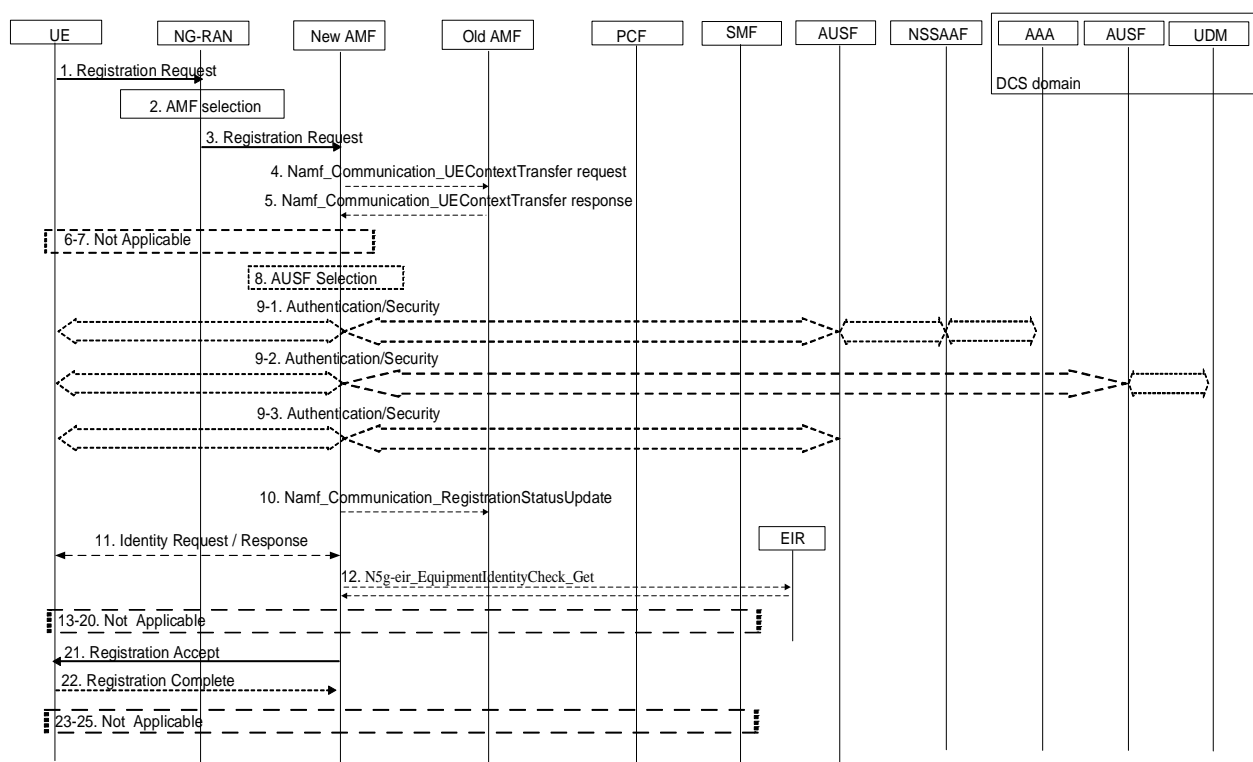 UE
NG-RAN
New AMF
Old AMF
PCF
SMF
AUSF
NSSAAF
AAA
AUSF
UDM
DCS domain
1. Registration Request
2. AMF selection
3. Registration Request
4. Namf_Communication_UEContextTransfer request
5. Namf_Communication_UEContextTransfer response
6-7. Not Applicable
8. AUSF Selection
9-1. Authentication/Security
9-2. Authentication/Security
9-3. Authentication/Security
10. Namf_Communication_RegistrationStatusUpdate
11. Identity Request / Response
EIR
12. N5g-eir_EquipmentIdentityCheck_Get
13-20. Not Applicable
21. Registration Accept
22. Registration Complete
23-25. Not Applicable